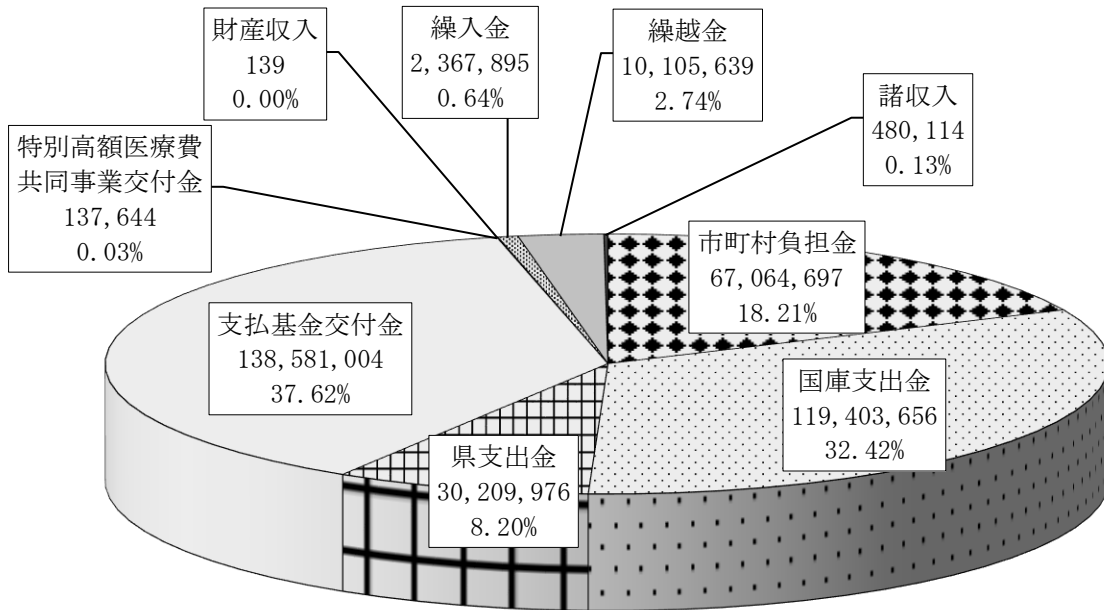 財産収入
139
0.00%
繰入金
2,367,895
0.64%
繰越金
10,105,639
2.74%
諸収入
480,114
0.13%
特別高額医療費
共同事業交付金
137,644
0.03%
市町村負担金
67,064,697
18.21%
支払基金交付金
138,581,004
37.62%
国庫支出金
119,403,656
32.42%
県支出金
30,209,976
8.20%